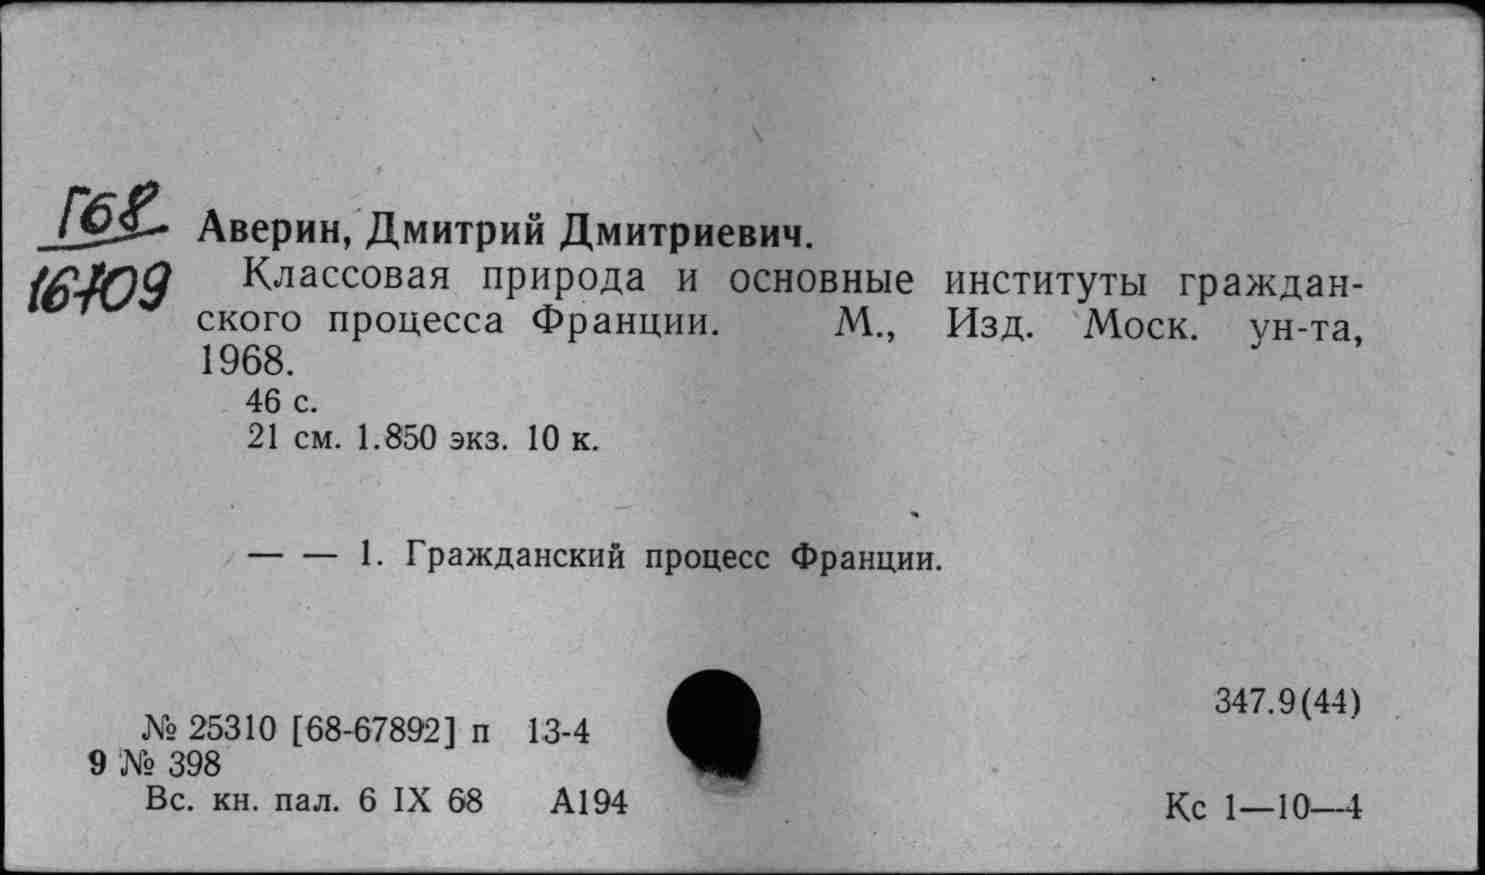 Г68
16409
Аверин, Дмитрий Дмитриевич.
Классовая природа и основные институты граждан-
ского процесса Франции. М., Изд. Моск. ун-та,
1968.
46 с.
21 см. 1.850 экз. 10 к.
— — 1. Гражданский процесс Франции.
347.9(44)
№ 25310 [68-67892] п 13-4
9 № 398
Вс. кн. пал. 6 IX 68 А194
Кс 1—10—4